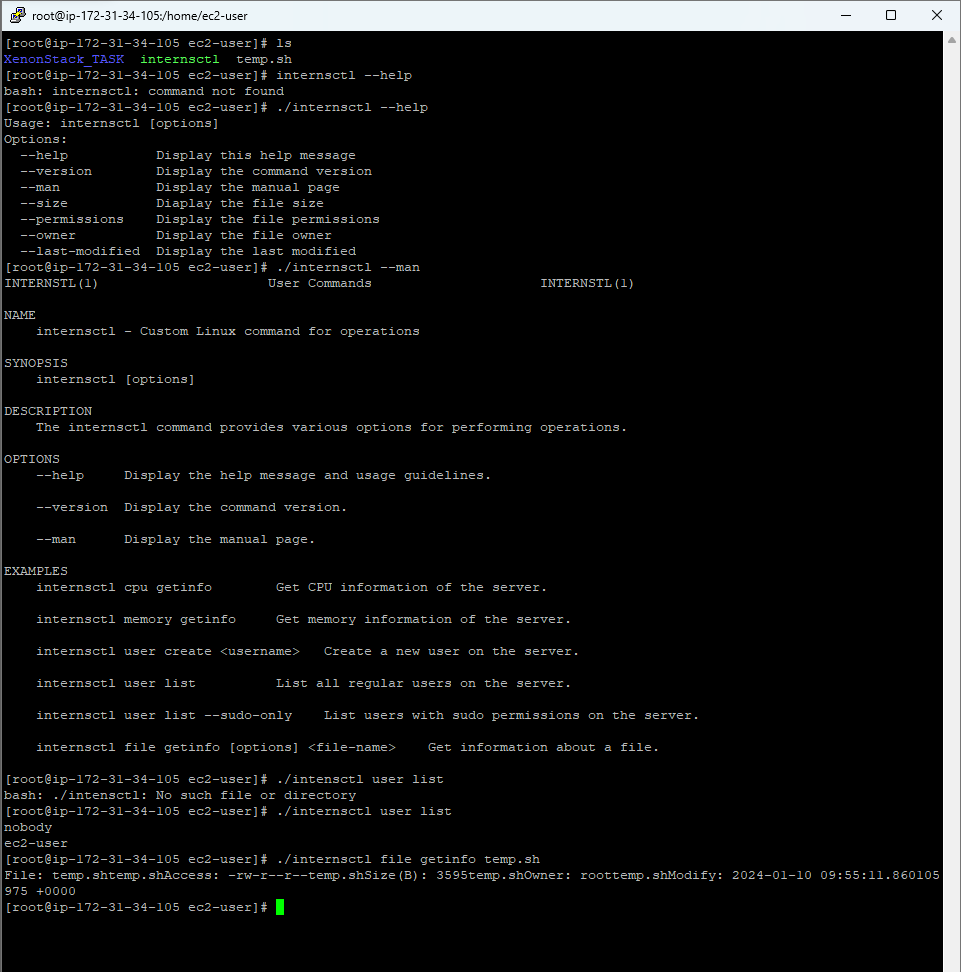 root@ip-172-31-34-105:/home/ec2-user
[root@ip-172-31-34-105 ec2-user]# ls
XenonStack_TASK  internsctl  temp.sh
[root@ip-172-31-34-105 ec2-user]# internsctl --help
bash: internsctl: command not found
[root@ip-172-31-34-105 ec2-user]# ./internsctl --help
Usage: internsctl [options]
Options:
  --help           Display this help message
  --version        Display the command version
  --man            Display the manual page
  --size           Diaplay the file size
  --permissions    Display the file permissions
  --owner          Display the file owner
  --last-modified  Display the last modified
[root@ip-172-31-34-105 ec2-user]# ./internsctl --man
INTERNSTL(1)                     User Commands                     INTERNSTL(1)
NAME
    internsctl - Custom Linux command for operations
SYNOPSIS
    internsctl [options]
DESCRIPTION
    The internsctl command provides various options for performing operations.
OPTIONS
    --help     Display the help message and usage guidelines.
    --version  Display the command version.
    --man      Display the manual page.
EXAMPLES
    internsctl cpu getinfo        Get CPU information of the server.
    internsctl memory getinfo     Get memory information of the server.
    internsctl user create <username>   Create a new user on the server.
    internsctl user list          List all regular users on the server.
    internsctl user list --sudo-only    List users with sudo permissions on the server.
    internsctl file getinfo [options] <file-name>    Get information about a file.
[root@ip-172-31-34-105 ec2-user]# ./intensctl user list
bash: ./intensctl: No such file or directory
[root@ip-172-31-34-105 ec2-user]# ./internsctl user list
nobody
ec2-user
[root@ip-172-31-34-105 ec2-user]# ./internsctl file getinfo temp.sh
File: temp.shtemp.shAccess: -rw-r--r--temp.shSize(B): 3595temp.shOwner: roottemp.shModify: 2024-01-10 09:55:11.860105
975 +0000
[root@ip-172-31-34-105 ec2-user]#